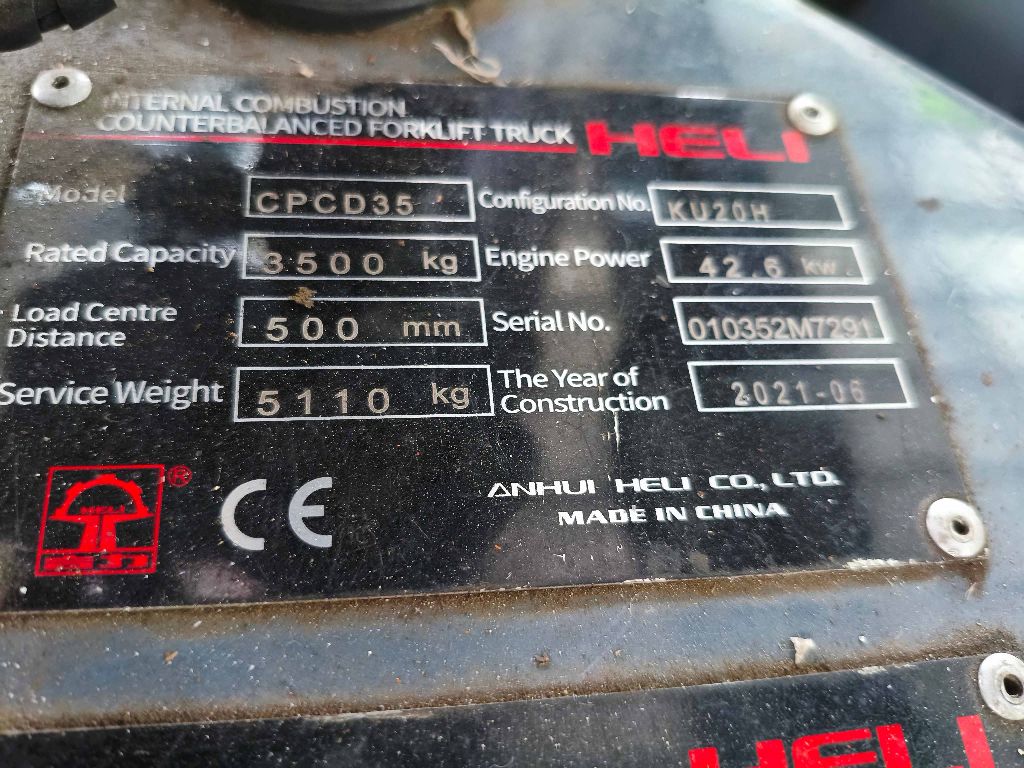 INTERNAL COMBUSTION
COUNTERBALANCED FORKLIFT TRUCK HELI
Model CPCD35 Configuration No. KU20H
Rated Capacity 3500 kg Engine Power 42.6 kw
Load Centre Distance 500 mm Serial No. 010352M7291
Service Weight 5110 kg The Year of Construction 2021-06
HELI ® CE
ANHUI HELI CO., LTD.
MADE IN CHINA
HELI